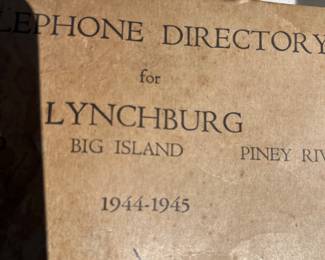 LEPHONE DIRECTORY
for
LYNCHBURG
BIG ISLAND PINEY RIV
1944-1945